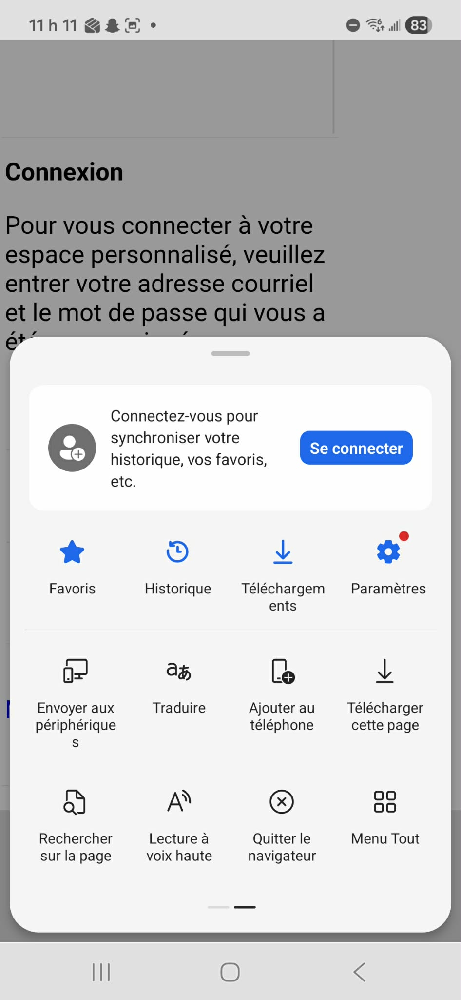 11 h 11
83
Connexion
Pour vous connecter à votre
espace personnalisé, veuillez
entrer votre adresse courriel
et le mot de passe qui vous a
Connectez-vous pour
synchroniser votre
historique, vos favoris,
etc.
Se connecter
Favoris
Historique
Téléchargem
ents
Paramètres
Envoyer aux
périphérique
s
Traduire
Ajouter au
téléphone
Télécharger
cette page
Rechercher
sur la page
Lecture à
voix haute
Quitter le
navigateur
Menu Tout